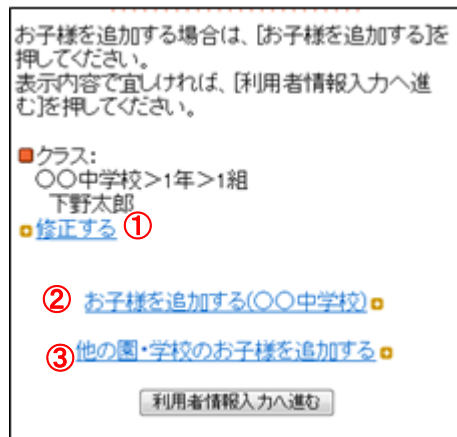 お子様を追加する場合は、[お子様を追加する]を
押してください。
表示内容で宜しければ、[利用者情報入力へ進
む]を押してください。
クラス:
〇〇中学校>1年>1組
下野太郎
修正する ①
② お子様を追加する(〇〇中学校)
③ 他の園・学校のお子様を追加する
利用者情報入力へ進む